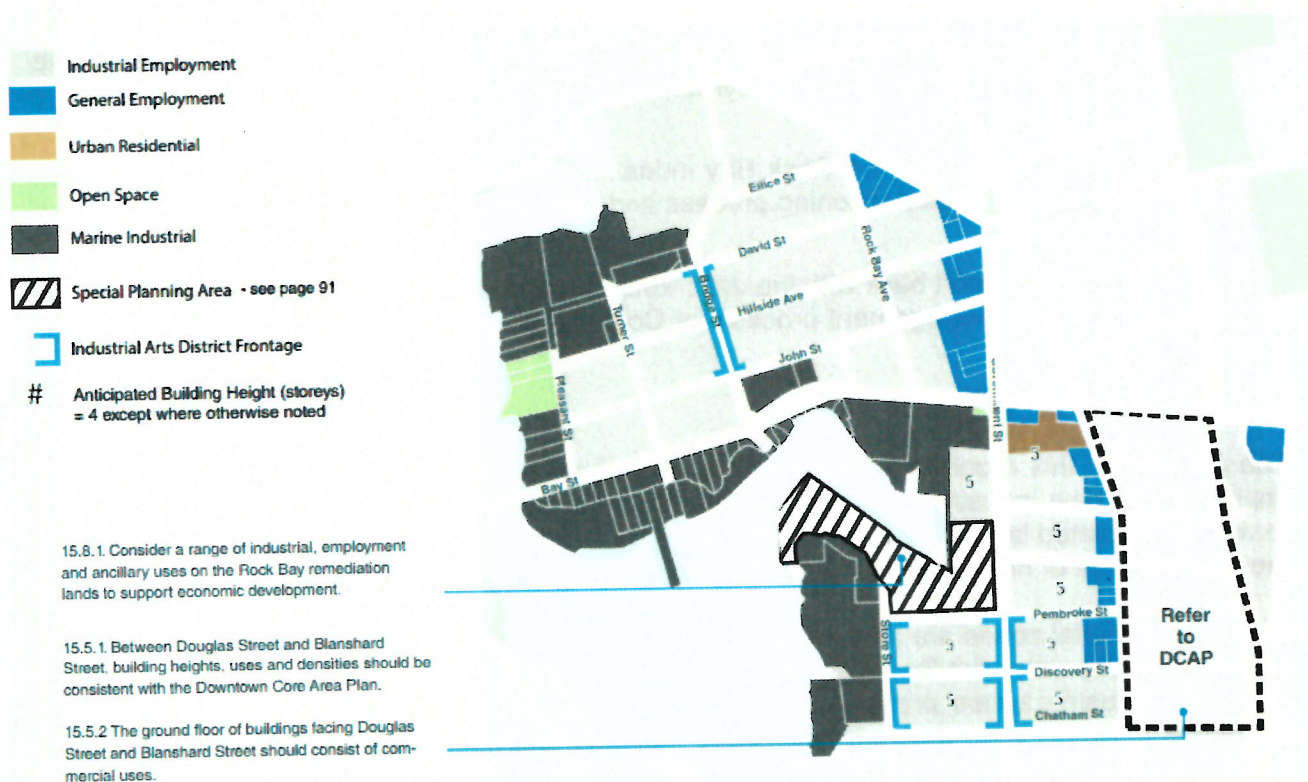 Industrial Employment
General Employment
Urban Residential
Open Space
Marine Industrial
Special Planning Area - see page 91
Industrial Arts District Frontage
# Anticipated Building Height (storeys)
= 4 except where otherwise noted
15.8.1. Consider a range of industrial, employment
and ancillary uses on the Rock Bay remediation
lands to support economic development.
15.5.1. Between Douglas Street and Blanshard
Street, building heights, uses and densities should be
consistent with the Downtown Core Area Plan.
15.5.2 The ground floor of buildings facing Douglas
Street and Blanshard Street should consist of com-
mercial uses.
Ellice St
David St
Rock Bay Ave
Bridge St
Hillside Ave
Turner St
John St
Pleasant St
Bay St
5
5
5
5
Pembroke St
Store St
Discovery St
5
5
Chatham St
Refer
to
DCAP